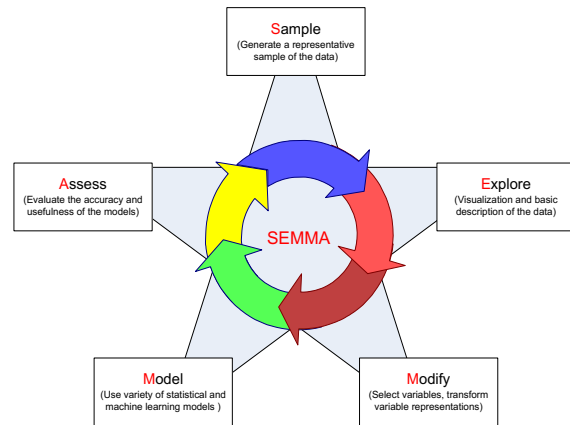 Sample
(Generate a representative
sample of the data)
Assess
(Evaluate the accuracy and
usefulness of the models)
Explore
(Visualization and basic
description of the data)
SEMMA
Model
(Use variety of statistical and
machine learning models )
Modify
(Select variables, transform
variable representations)